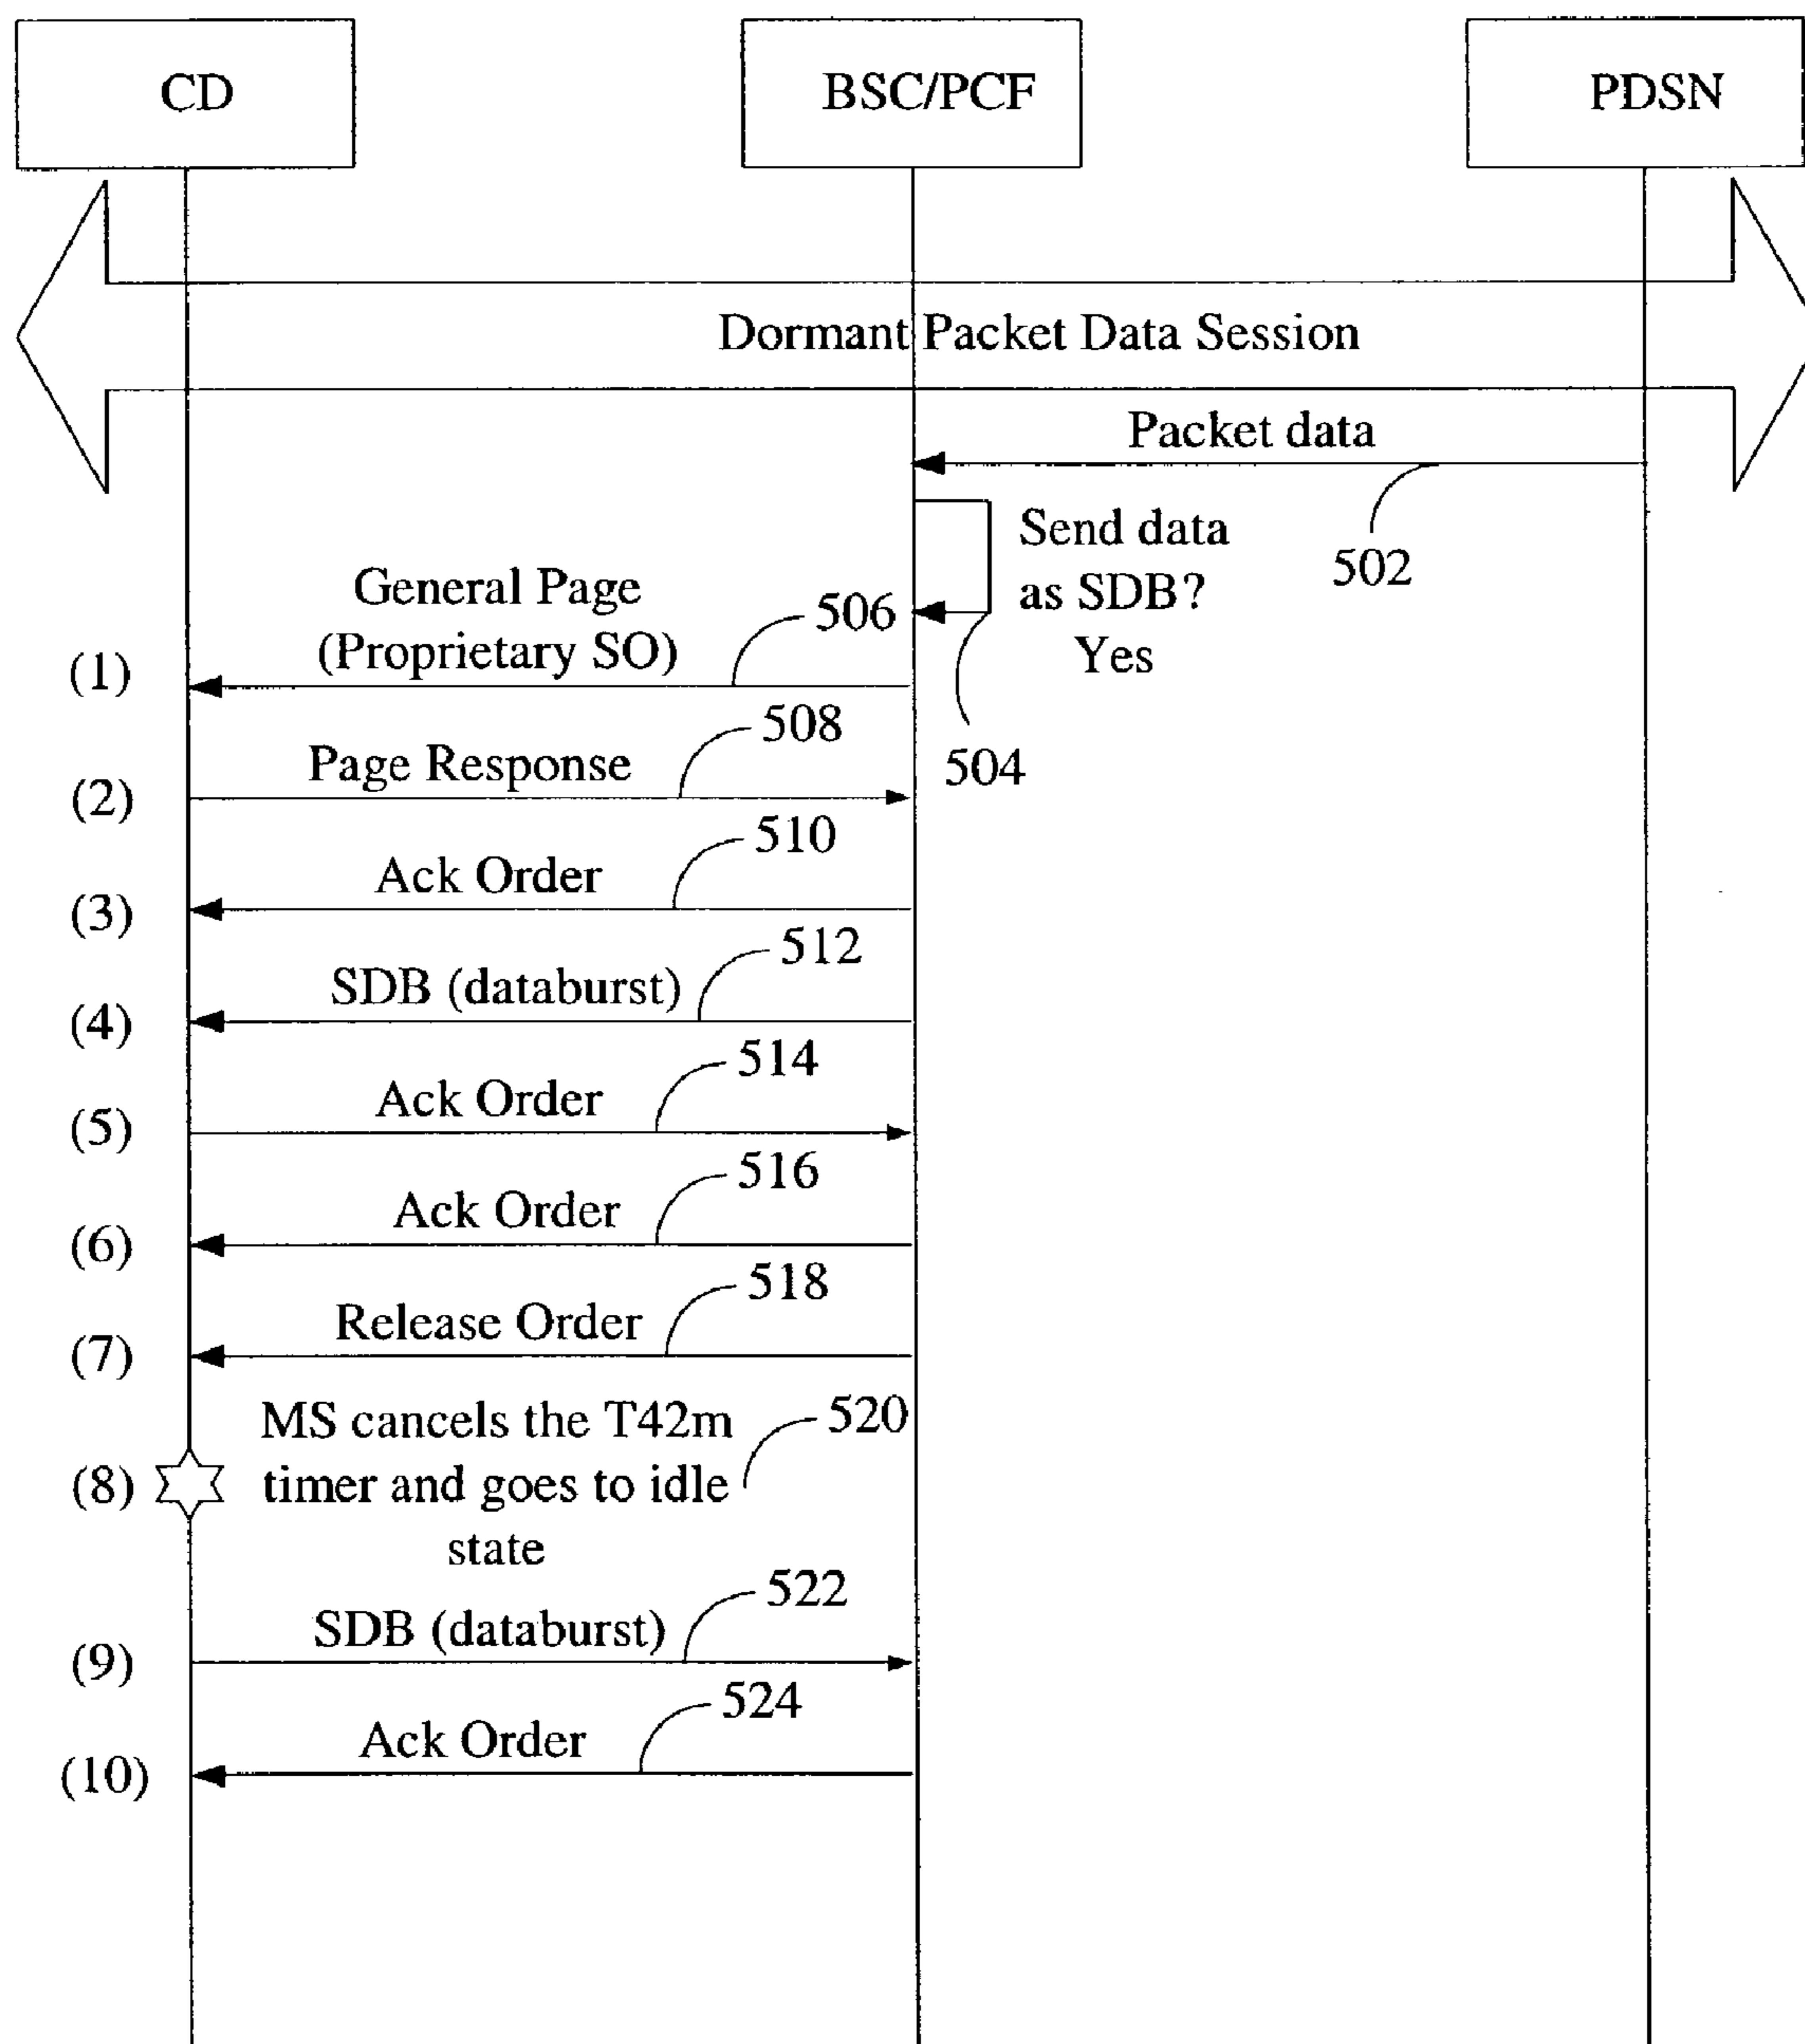 CD
BSC/PCF
PDSN
Dormant Packet Data Session
Packet data
502
Send data
as SDB?
Yes
504
General Page
(Proprietary SO)
506
(1)
Page Response
508
(2)
Ack Order
510
(3)
SDB (databurst)
512
(4)
Ack Order
514
(5)
Ack Order
516
(6)
Release Order
518
(7)
MS cancels the T42m
timer and goes to idle
state
520
(8)
SDB (databurst)
522
(9)
Ack Order
524
(10)